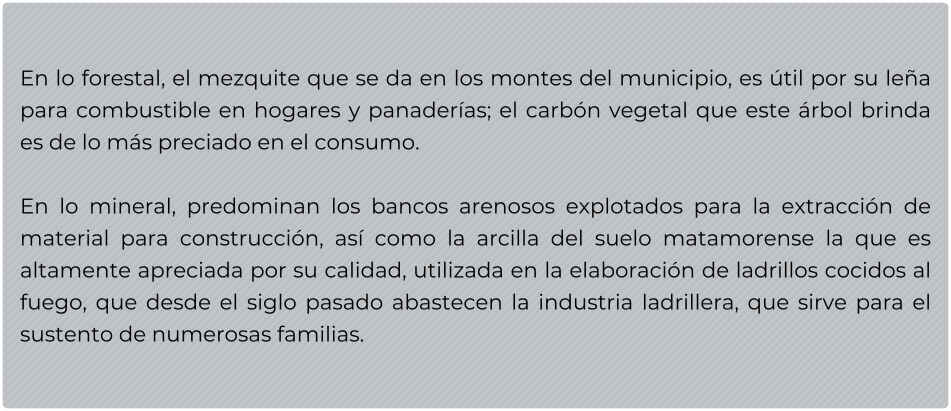 En lo forestal, el mezquite que se da en los montes del municipio, es útil por su leña
para combustible en hogares y panaderías; el carbón vegetal que este árbol brinda
es de lo más preciado en el consumo.
En lo mineral, predominan los bancos arenosos explotados para la extracción de
material para construcción, así como la arcilla del suelo matamorense la que es
altamente apreciada por su calidad, utilizada en la elaboración de ladrillos cocidos al
fuego, que desde el siglo pasado abastecen la industria ladrillera, que sirve para el
sustento de numerosas familias.